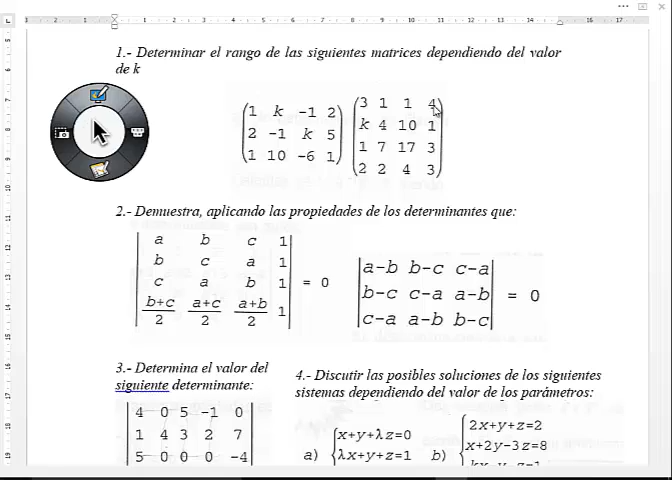 1.- Determinar el rango de las siguientes matrices dependiendo del valor
de k
1 k -1 2
2 -1 k 5
1 10 -6 1
3 1 1 4
k 4 10 1
1 7 17 3
2 2 4 3
2.- Demuestra, aplicando las propiedades de los determinantes que:
a b c 1
b c a 1
c a b 1
b+c/2 a+c/2 a+b/2 1
= 0
a-b b-c c-a
b-c c-a a-b
c-a a-b b-c
= 0
3.- Determina el valor del
siguiente determinante:
4 0 5 -1 0
1 4 3 2 7
5 0 0 0 -4
4.- Discutir las posibles soluciones de los siguientes
sistemas dependiendo del valor de los parámetros:
a) x+y+λz=0
λx+y+z=1
b) 2x+y+z=2
x+2y-3z=8
kx-y-z=1